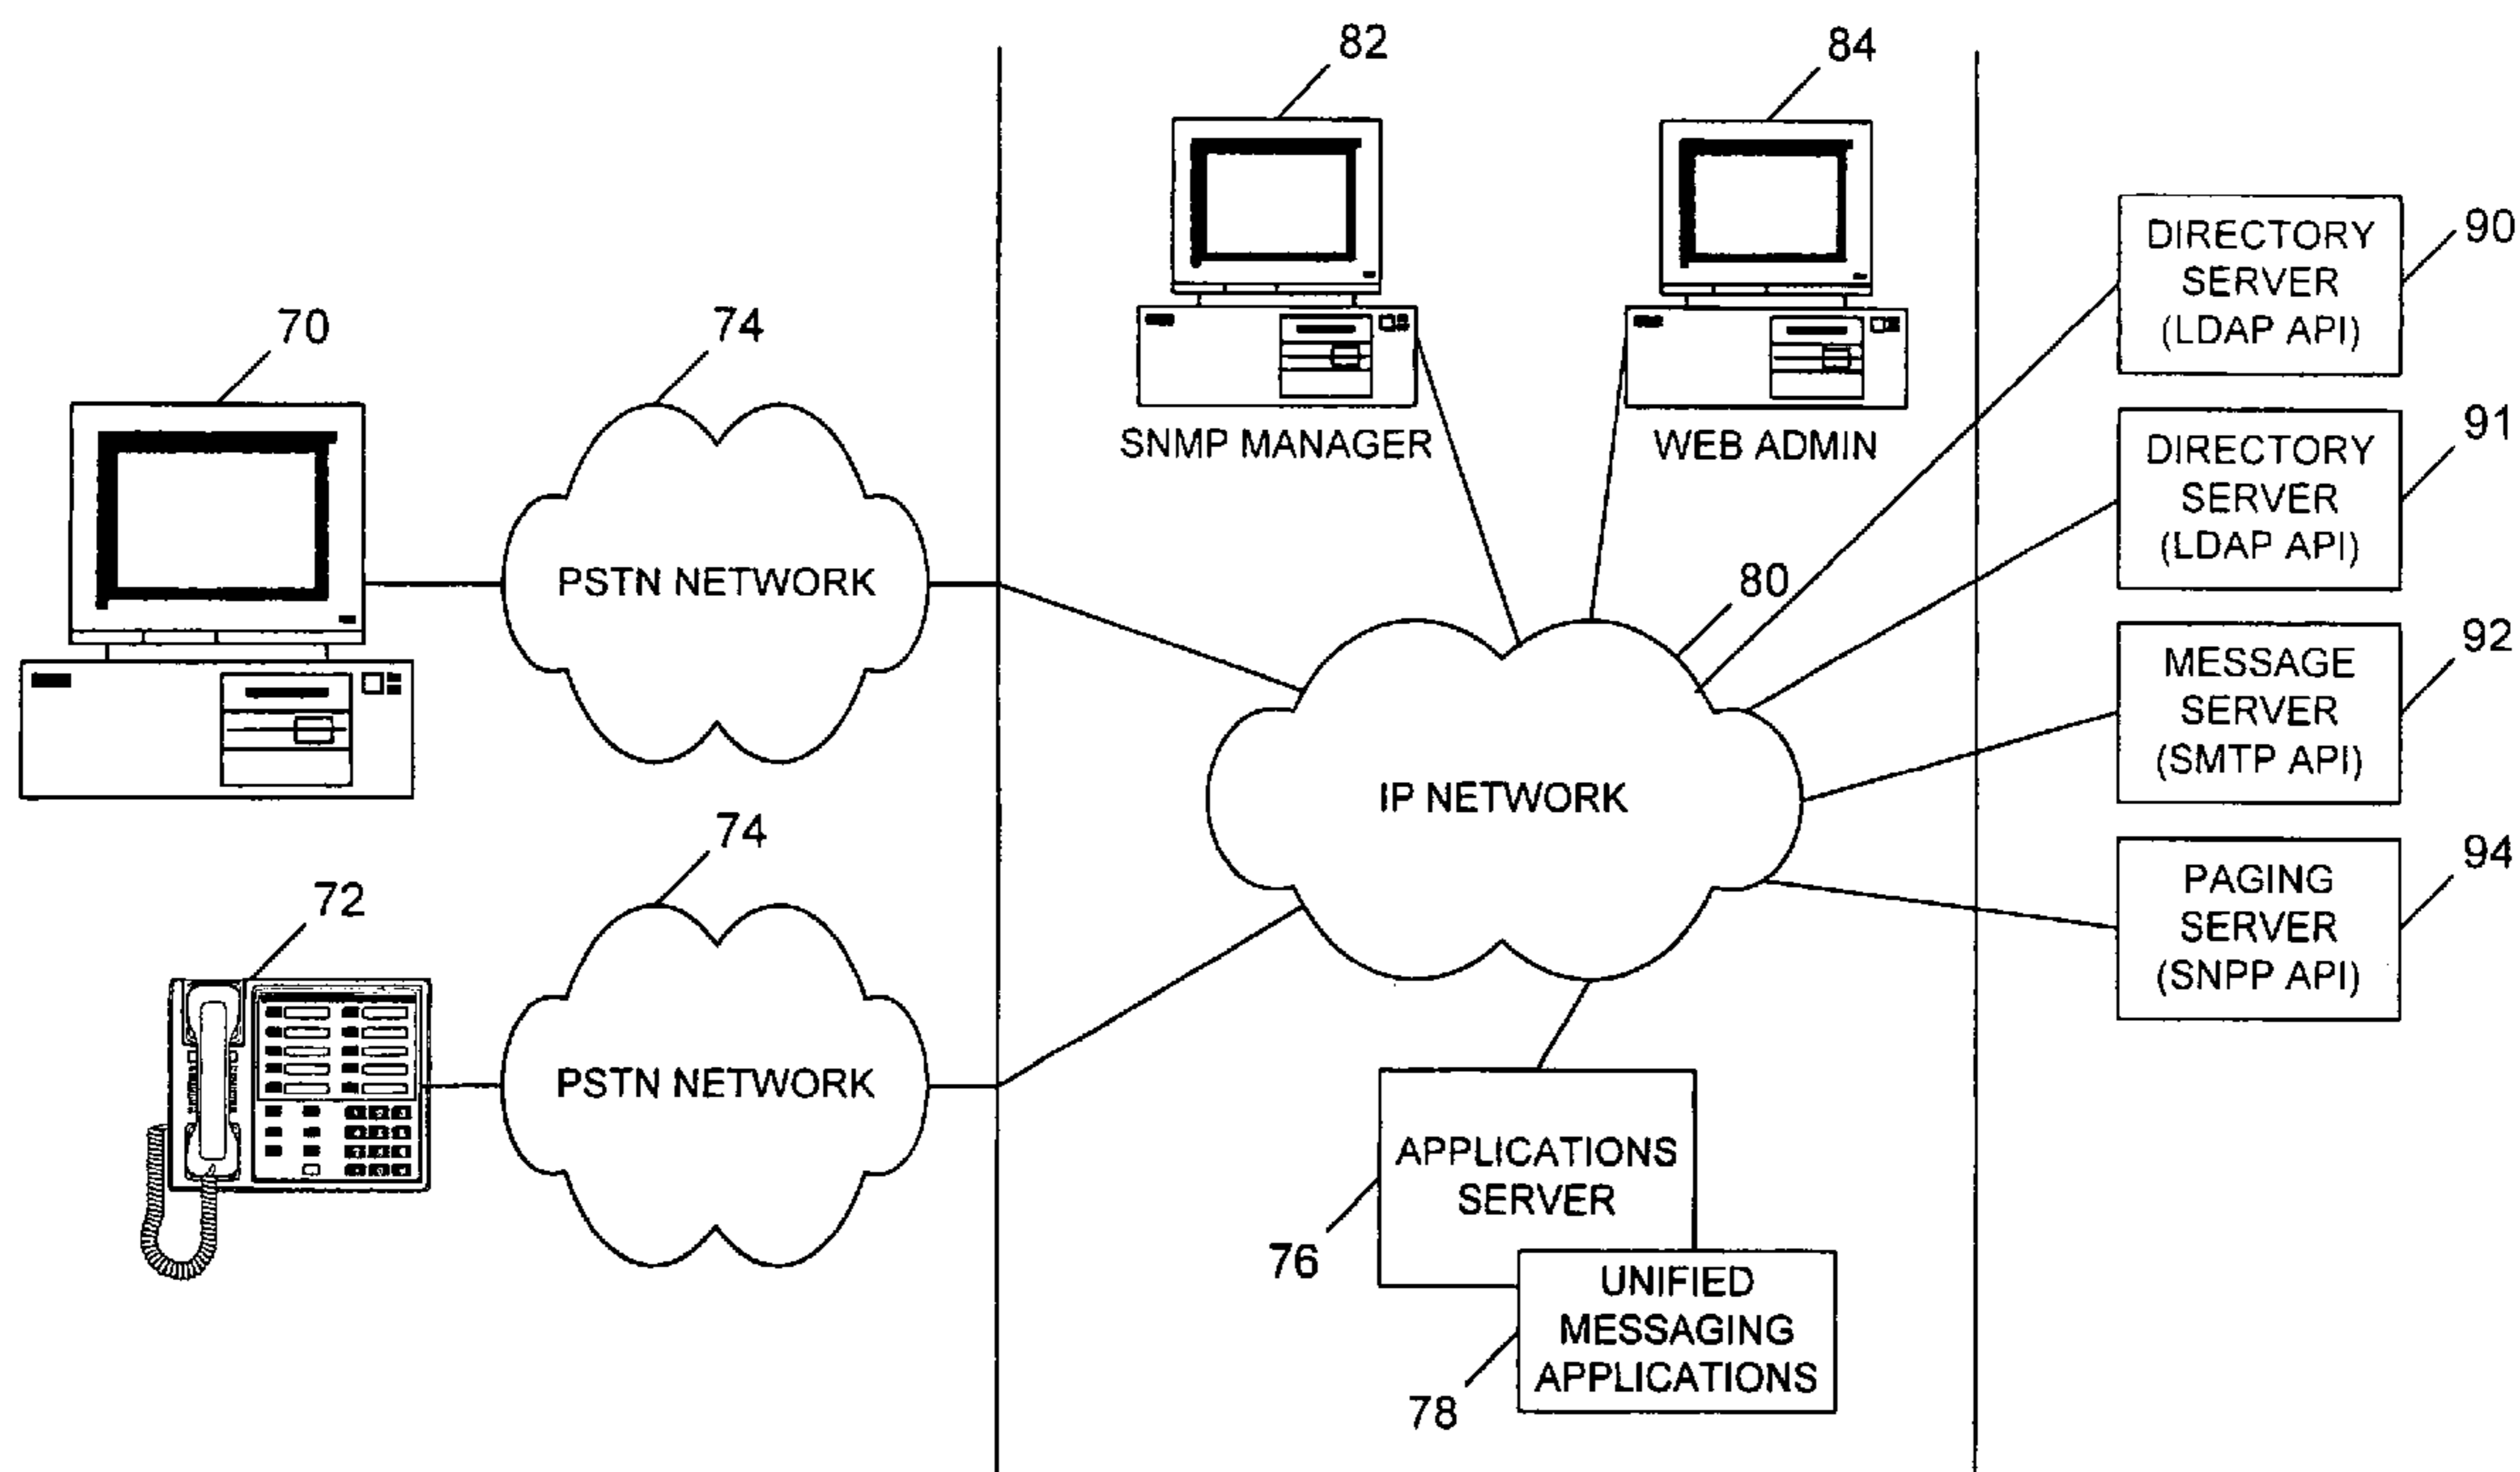 82
84
70
74
SNMP MANAGER
WEB ADMIN
PSTN NETWORK
80
IP NETWORK
72
74
PSTN NETWORK
APPLICATIONS
SERVER
76
UNIFIED
MESSAGING
APPLICATIONS
78
DIRECTORY
SERVER
(LDAP API)
90
DIRECTORY
SERVER
(LDAP API)
91
MESSAGE
SERVER
(SMTP API)
92
PAGING
SERVER
(SNPP API)
94